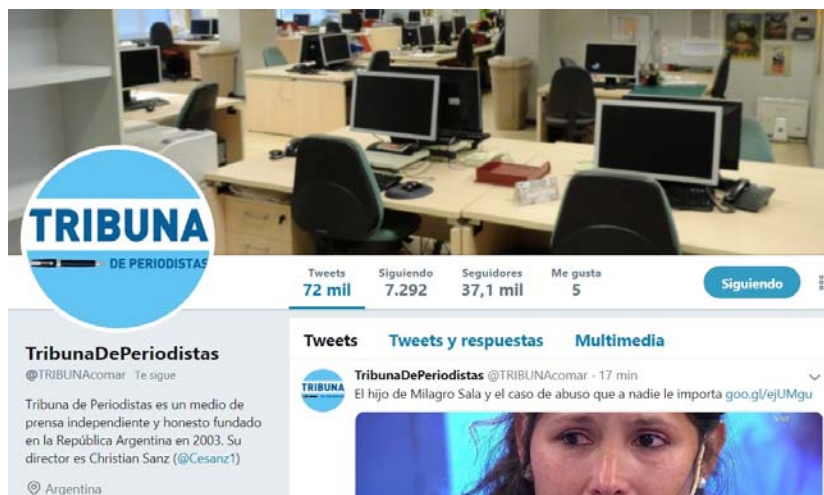 TRIBUNA
DE PERIODISTAS
Tweets
72 mil
Siguiendo
7.292
Seguidores
37,1 mil
Me gusta
5
Siguiendo
TribunaDePeriodistas
@TRIBUNAcomar Te sigue
Tribuna de Periodistas es un medio de
prensa independiente y honesto fundado
en la República Argentina en 2003. Su
director es Christian Sanz (@Cesanz1)
Argentina
Tweets Tweets y respuestas Multimedia
TRIBUNA
TribunaDePeriodistas @TRIBUNAcomar · 17 min
El hijo de Milagro Sala y el caso de abuso que a nadie le importa goo.gl/ejUMgu